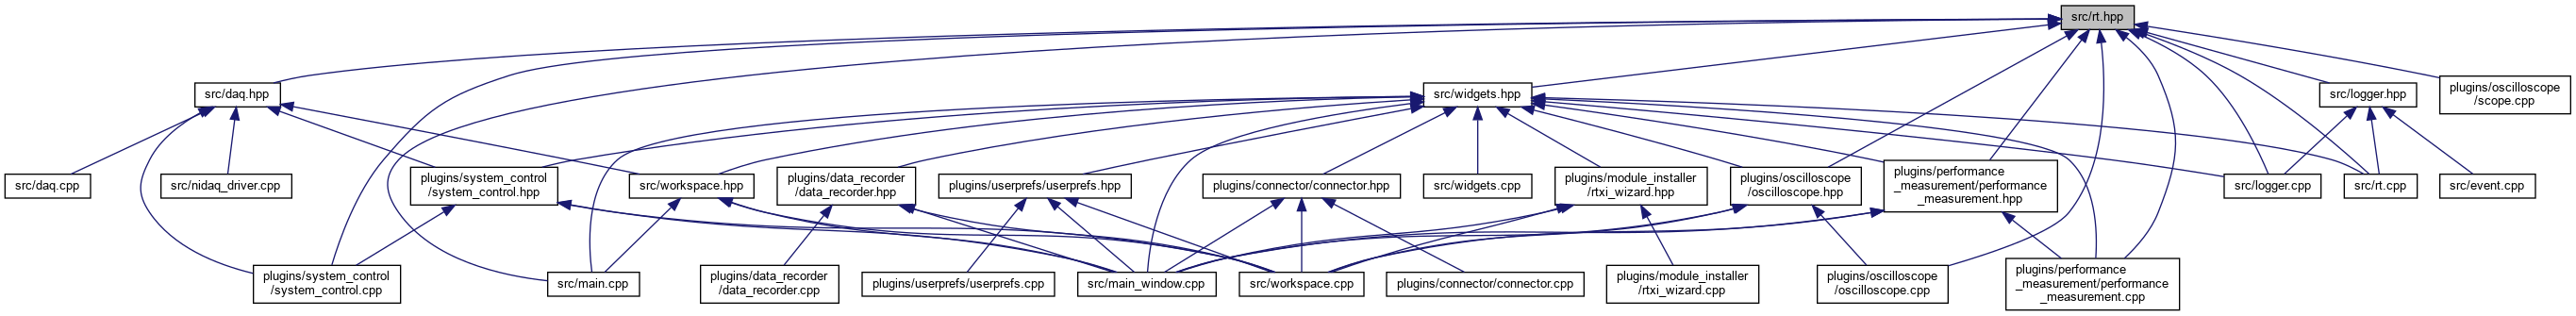 src/rt.hpp
src/daq.hpp
src/widgets.hpp
src/logger.hpp
plugins/oscilloscope
/scope.cpp
src/daq.cpp
src/nidaq_driver.cpp
plugins/system_control
/system_control.hpp
src/workspace.hpp
plugins/data_recorder
/data_recorder.hpp
plugins/userprefs/userprefs.hpp
plugins/connector/connector.hpp
src/widgets.cpp
plugins/module_installer
/rtxi_wizard.hpp
plugins/oscilloscope
/oscilloscope.hpp
plugins/performance
_measurement/performance
_measurement.hpp
src/logger.cpp
src/rt.cpp
src/event.cpp
plugins/system_control
/system_control.cpp
src/main.cpp
plugins/data_recorder
/data_recorder.cpp
plugins/userprefs/userprefs.cpp
src/main_window.cpp
src/workspace.cpp
plugins/connector/connector.cpp
plugins/module_installer
/rtxi_wizard.cpp
plugins/oscilloscope
/oscilloscope.cpp
plugins/performance
_measurement/performance
_measurement.cpp